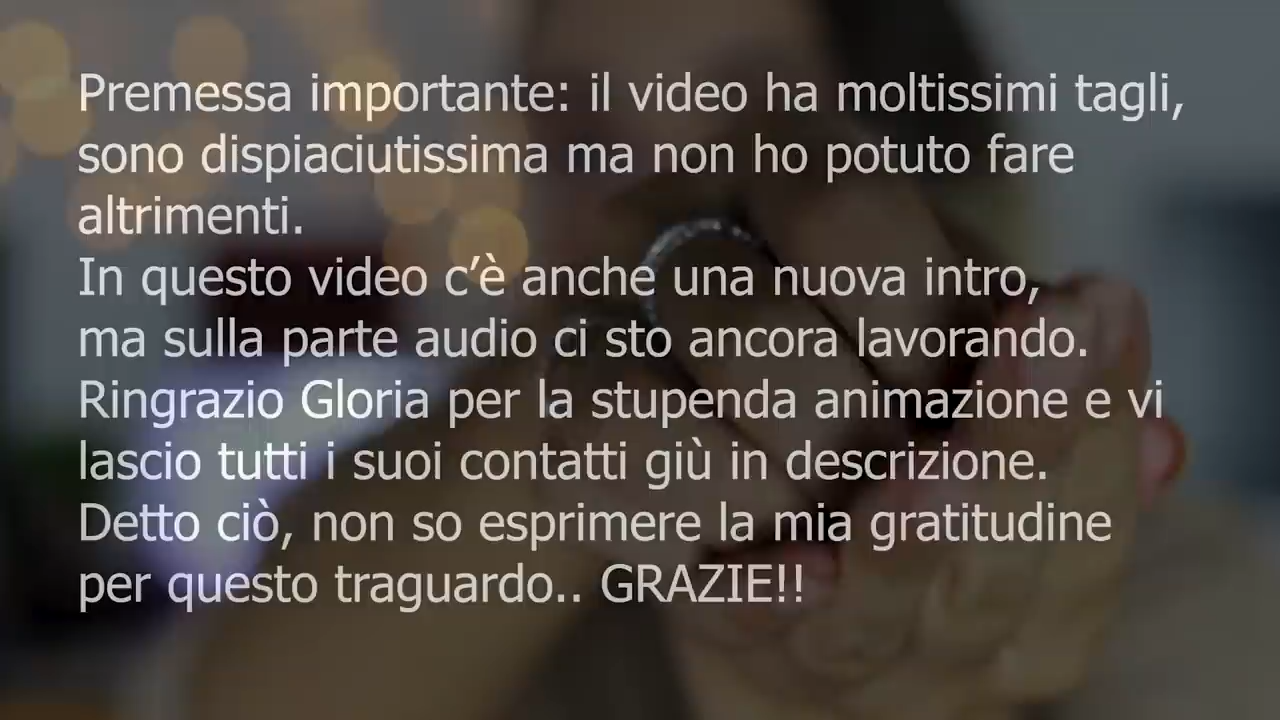 Premessa importante: il video ha moltissimi tagli,
sono dispiaciutissima ma non ho potuto fare
altrimenti.
In questo video c’è anche una nuova intro,
ma sulla parte audio ci sto ancora lavorando.
Ringrazio Gloria per la stupenda animazione e vi
lascio tutti i suoi contatti giù in descrizione.
Detto ciò, non so esprimere la mia gratitudine
per questo traguardo.. GRAZIE!!